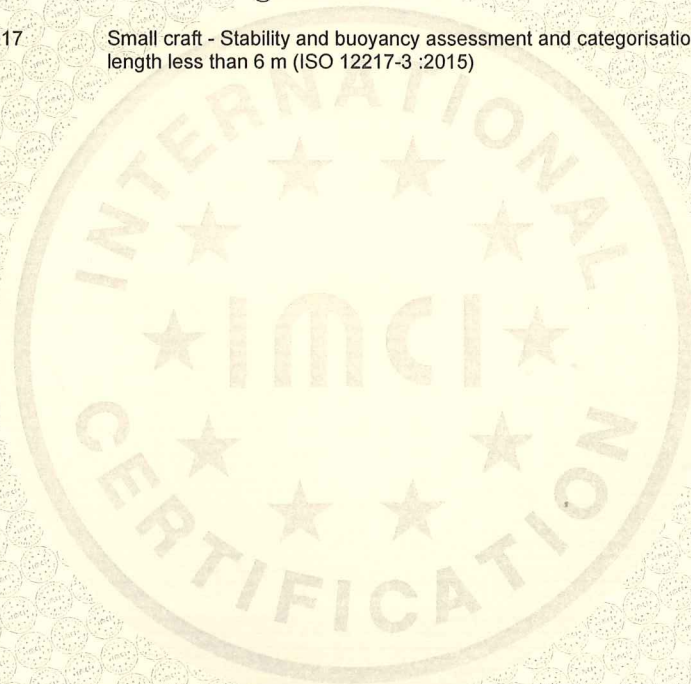 17 Small craft - Stability and buoyancy assessment and categorisatio
length less than 6 m (ISO 12217-3 :2015)
INTERNATIONAL
IMCI
CERTIFICATION